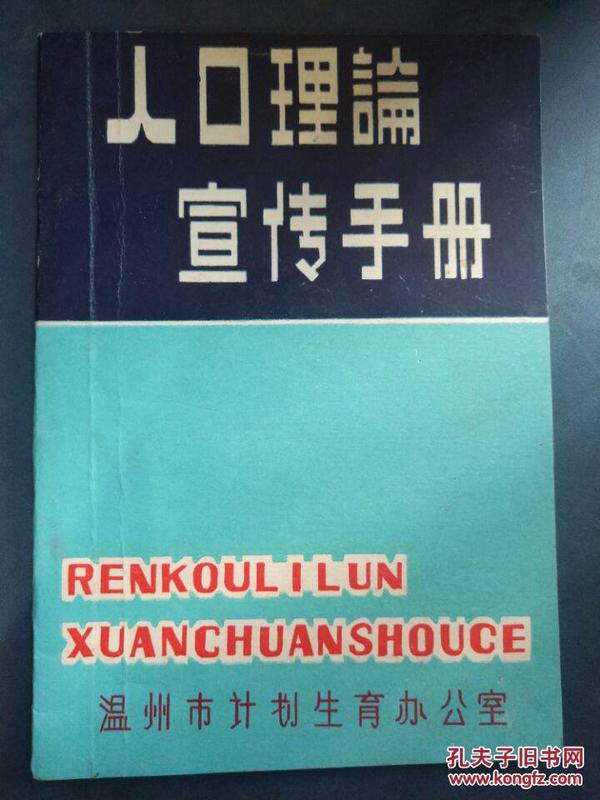 人口理論
宣传手册
RENKOULILUN
XUANCHUANSHOUCE
温州市计划生育办公室
孔夫子旧书网
www.kongfz.com